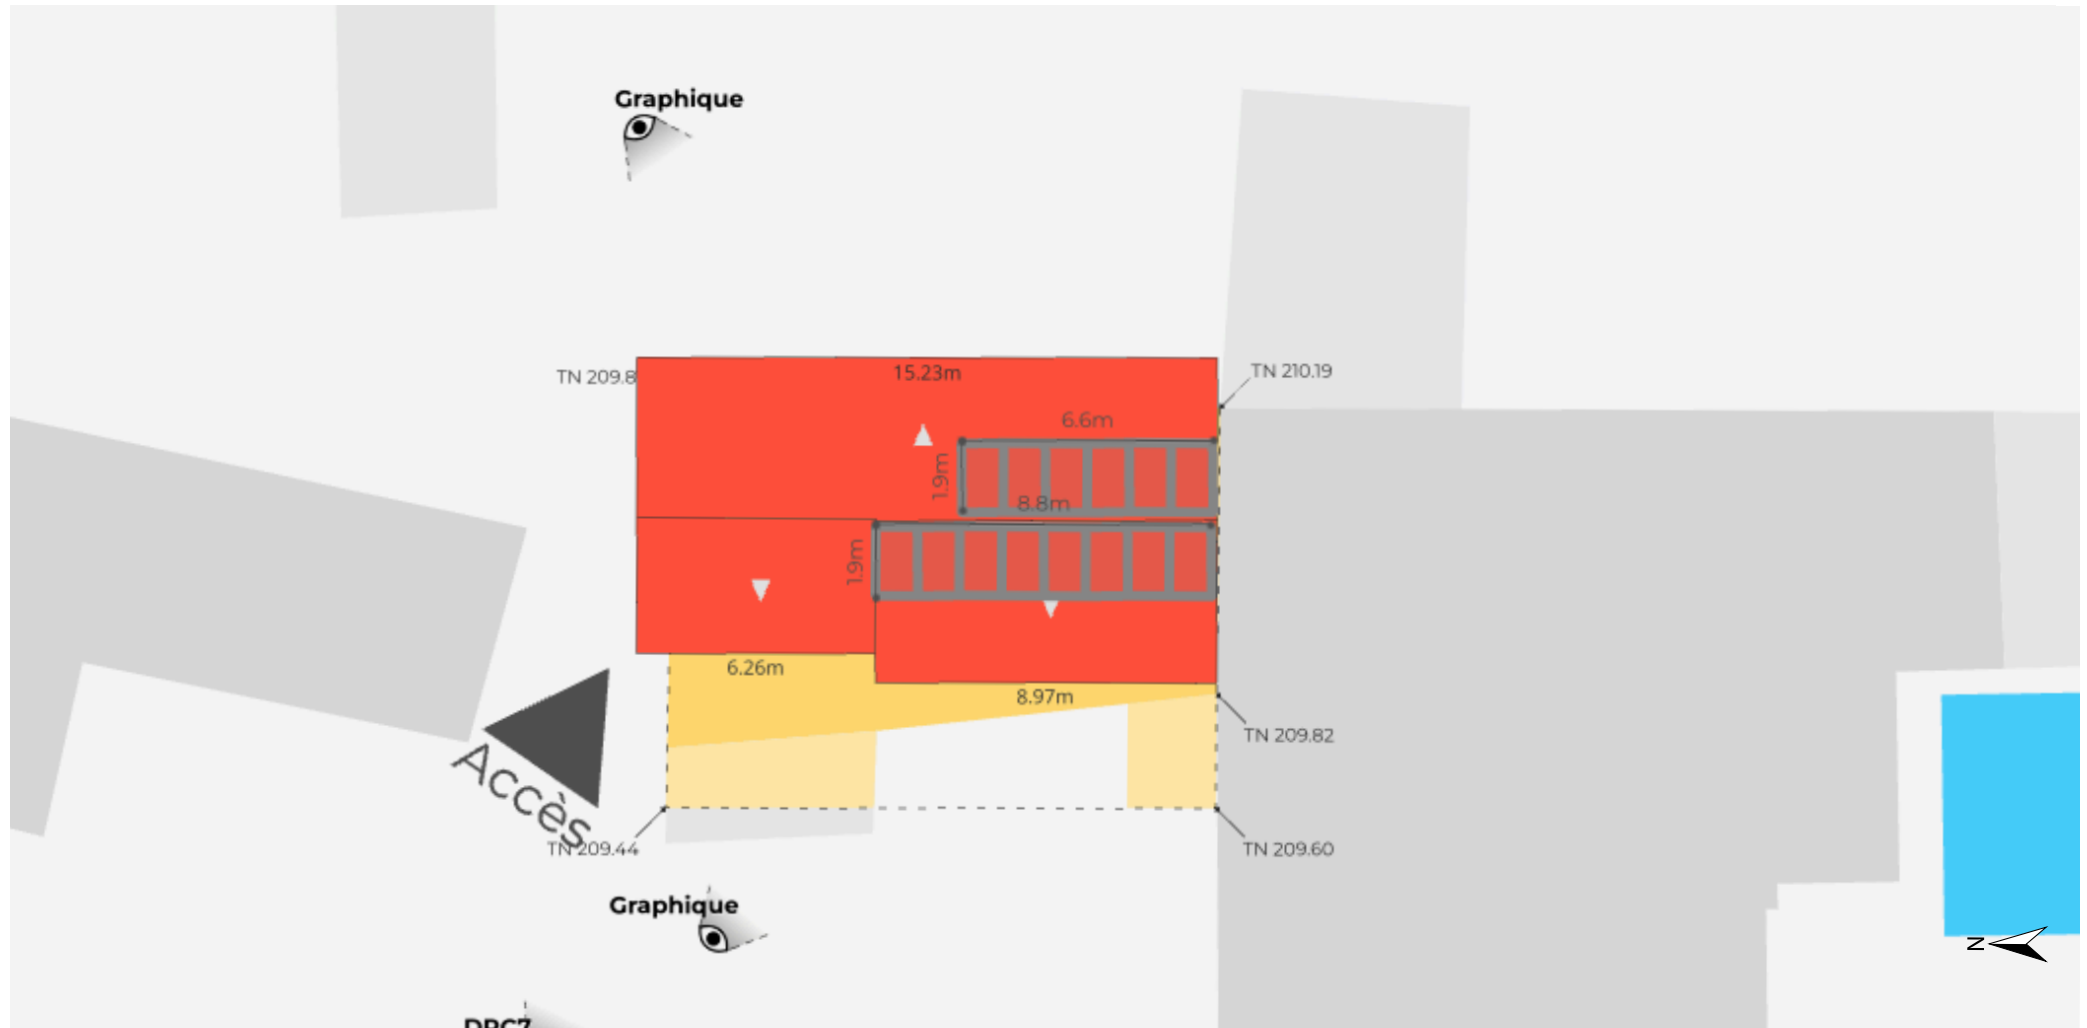 Graphique
TN 209.8
15.23m
TN 210.19
6.6m
1.9m
8.8m
1.9m
6.26m
8.97m
TN 209.82
Accès
TN 209.44
TN 209.60
Graphique
N
DPC7